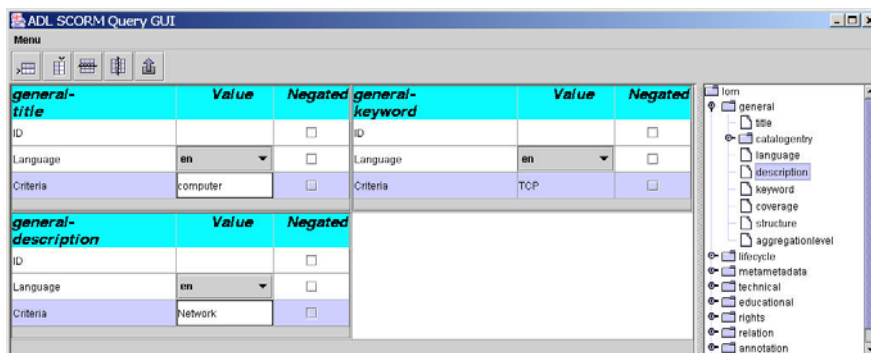 ADL SCORM Query GUI
Menu
general-title Value Negated
ID
Language en
Criteria computer
general-keyword Value Negated
ID
Language en
Criteria TCP
general-description Value Negated
ID
Language en
Criteria Network
lom
general
title
catalogentry
language
description
keyword
coverage
structure
aggregationlevel
lifecycle
metametadata
technical
educational
rights
relation
annotation